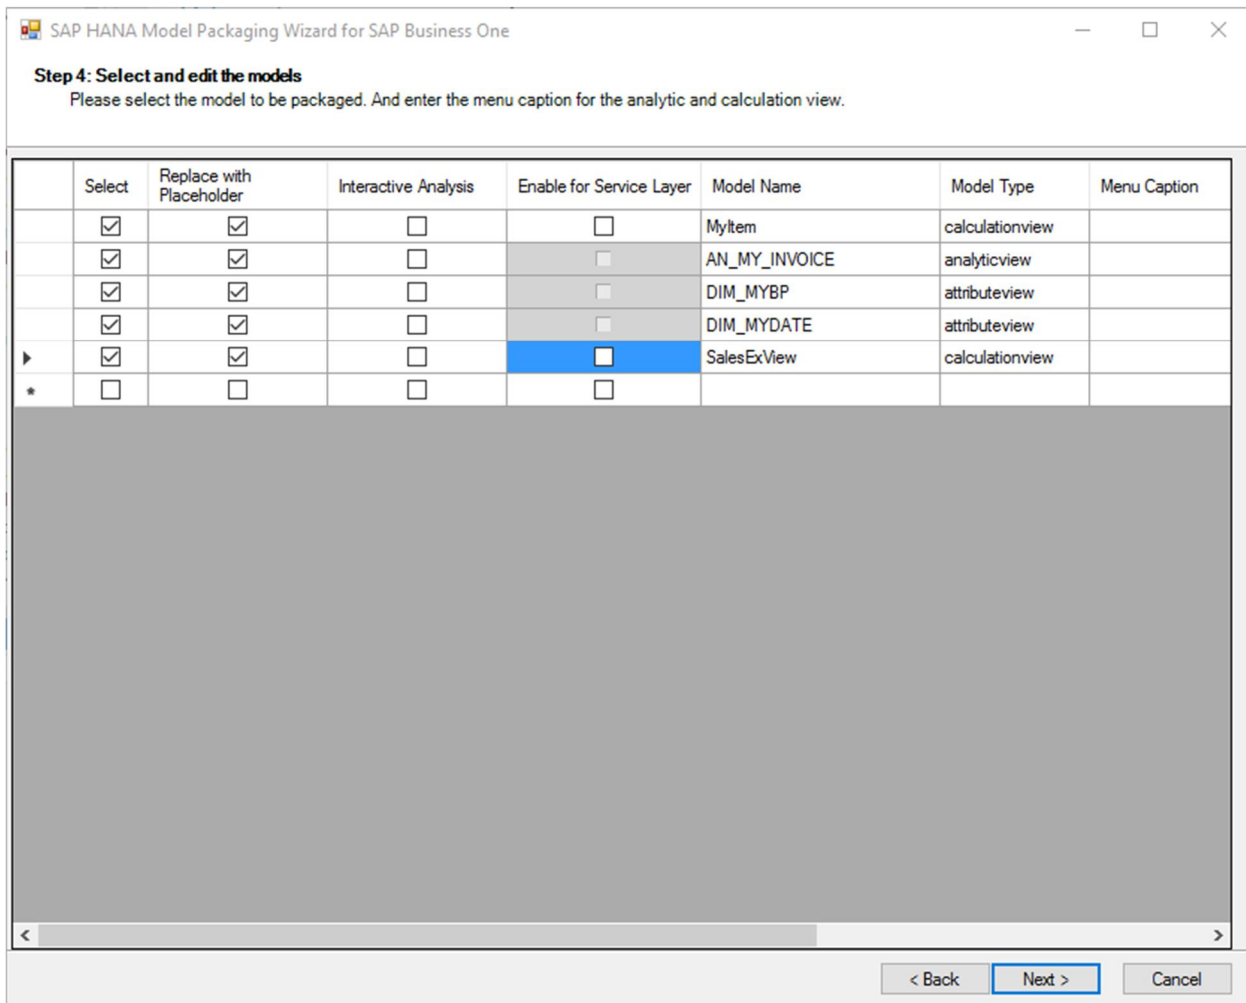 SAP HANA Model Packaging Wizard for SAP Business One
Step 4: Select and edit the models
Please select the model to be packaged. And enter the menu caption for the analytic and calculation view.
Select Replace with Placeholder Interactive Analysis Enable for Service Layer Model Name Model Type Menu Caption
MyItem calculationview
AN_MY_INVOICE analyticview
DIM_MYBP attributeview
DIM_MYDATE attributeview
SalesExView calculationview
< Back Next > Cancel